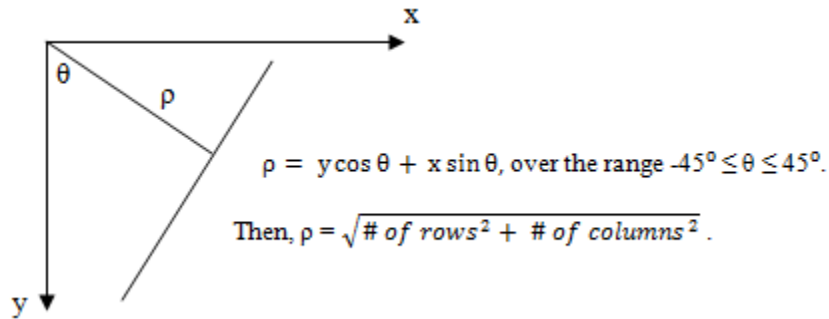 x
θ
ρ
ρ = y cos θ + x sin θ, over the range -45° ≤ θ ≤ 45°.
Then, ρ = √# of rows² + # of columns² .
y